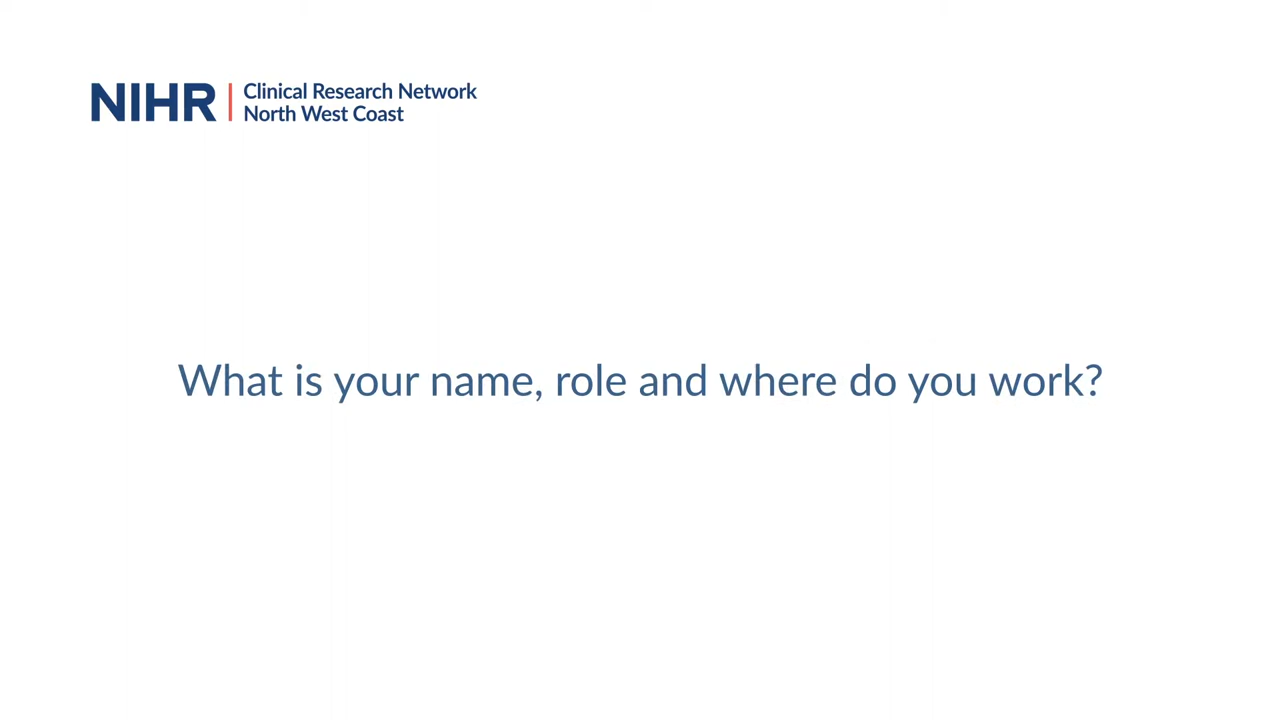 NIHR | Clinical Research Network
North West Coast
What is your name, role and where do you work?